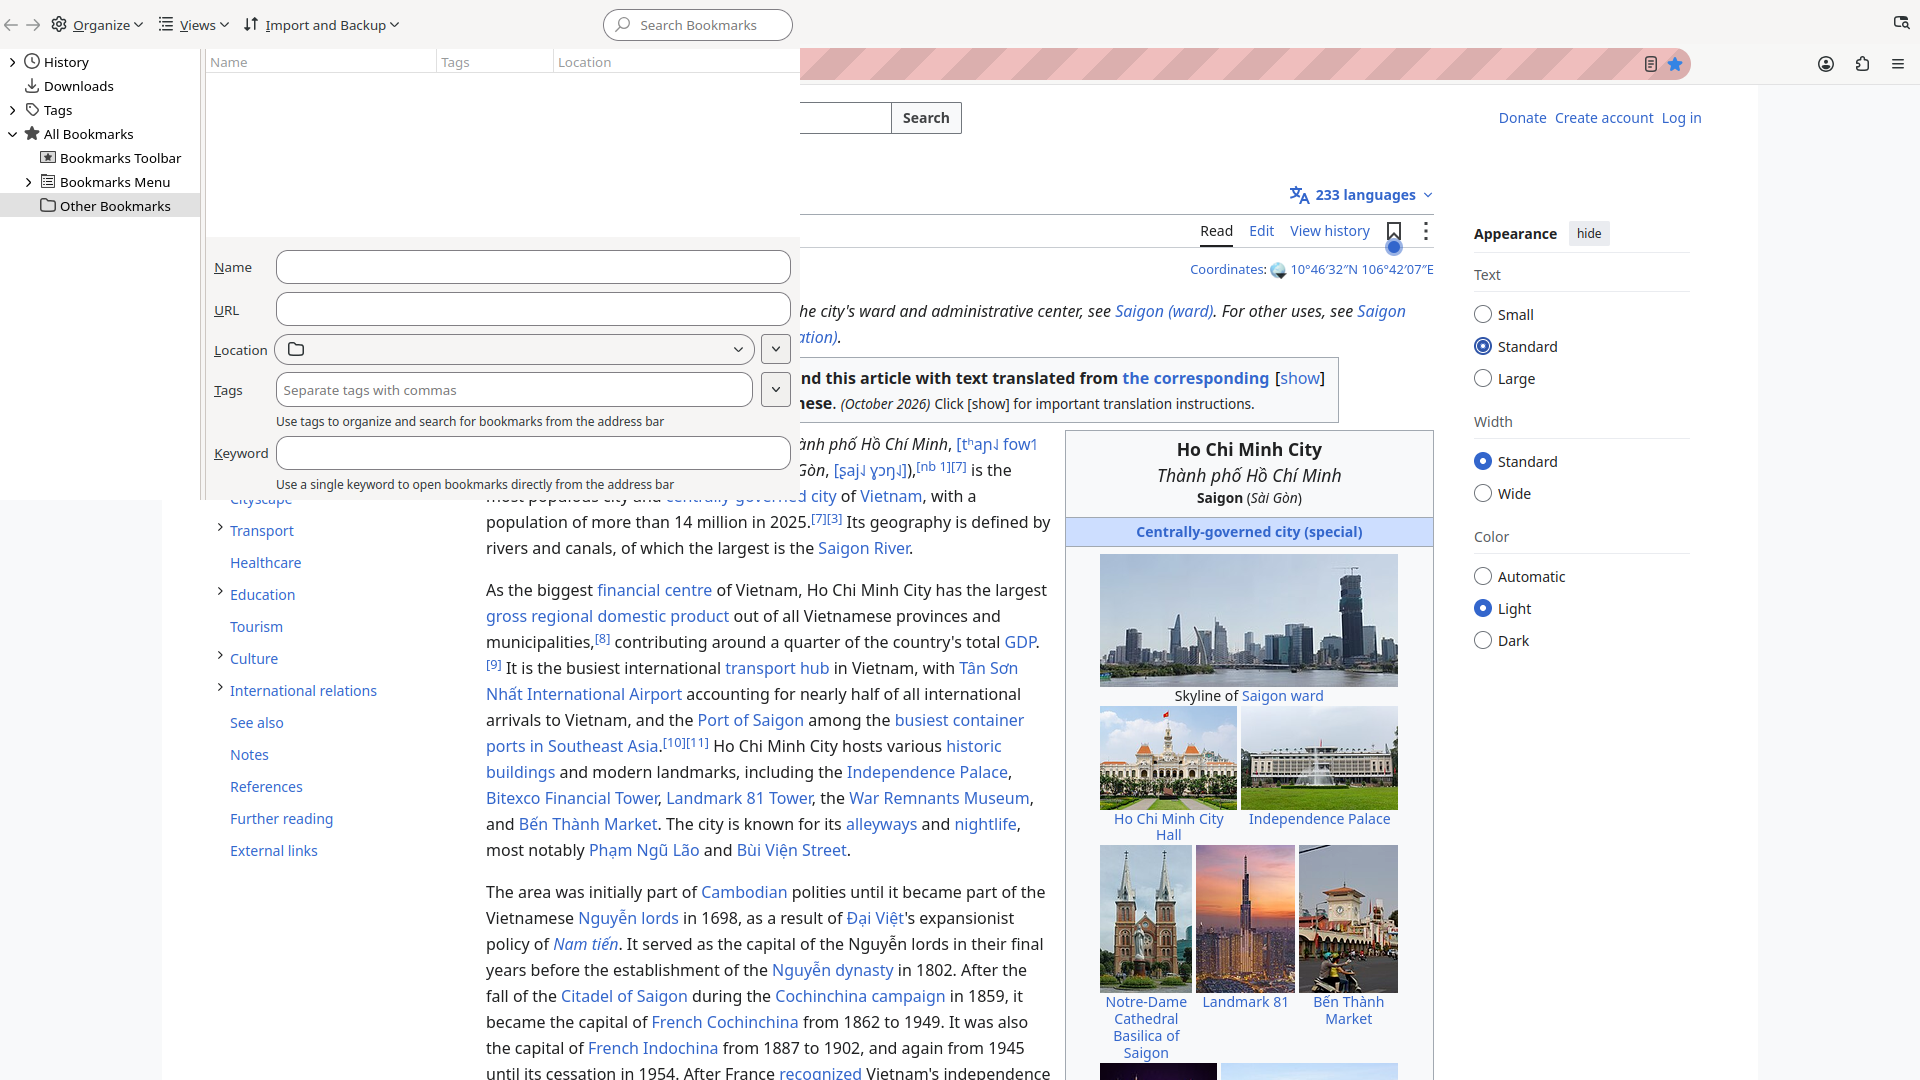 Organize
Views
Import and Backup
Search Bookmarks
History
Downloads
Tags
All Bookmarks
Bookmarks Toolbar
Bookmarks Menu
Other Bookmarks
Name Tags Location
Name
URL
Location
Tags Separate tags with commas
Use tags to organize and search for bookmarks from the address bar
Keyword
Use a single keyword to open bookmarks directly from the address bar
Search
Donate Create account Log in
233 languages
Read Edit View history
Coordinates: 10°46′32″N 106°42′07″E
he city's ward and administrative center, see Saigon (ward). For other uses, see Saigon
ation).
nd this article with text translated from the corresponding [show]
nese. (October 2026) Click [show] for important translation instructions.
Cityscape
Transport
Healthcare
Education
Tourism
Culture
International relations
See also
Notes
References
Further reading
External links
ành phố Hồ Chí Minh, [tʰaɲ˨˩ fow˧˥
Gòn, [ʂaj˨˩ ɣɔŋ˨˩]),[nb 1][7] is the
most populous city and centrally-governed city of Vietnam, with a
population of more than 14 million in 2025.[7][3] Its geography is defined by
rivers and canals, of which the largest is the Saigon River.
As the biggest financial centre of Vietnam, Ho Chi Minh City has the largest
gross regional domestic product out of all Vietnamese provinces and
municipalities,[8] contributing around a quarter of the country's total GDP.
[9] It is the busiest international transport hub in Vietnam, with Tân Sơn
Nhất International Airport accounting for nearly half of all international
arrivals to Vietnam, and the Port of Saigon among the busiest container
ports in Southeast Asia.[10][11] Ho Chi Minh City hosts various historic
buildings and modern landmarks, including the Independence Palace,
Bitexco Financial Tower, Landmark 81 Tower, the War Remnants Museum,
and Bến Thành Market. The city is known for its alleyways and nightlife,
most notably Phạm Ngũ Lão and Bùi Viện Street.
The area was initially part of Cambodian polities until it became part of the
Vietnamese Nguyễn lords in 1698, as a result of Đại Việt's expansionist
policy of Nam tiến. It served as the capital of the Nguyễn lords in their final
years before the establishment of the Nguyễn dynasty in 1802. After the
fall of the Citadel of Saigon during the Cochinchina campaign in 1859, it
became the capital of French Cochinchina from 1862 to 1949. It was also
the capital of French Indochina from 1887 to 1902, and again from 1945
until its cessation in 1954. After France recognized Vietnam's independence
Ho Chi Minh City
Thành phố Hồ Chí Minh
Saigon (Sài Gòn)
Centrally-governed city (special)
Skyline of Saigon ward
Ho Chi Minh City
Hall
Independence Palace
Notre-Dame
Cathedral
Basilica of
Saigon
Landmark 81
Bến Thành
Market
Appearance hide
Text
Small
Standard
Large
Width
Standard
Wide
Color
Automatic
Light
Dark